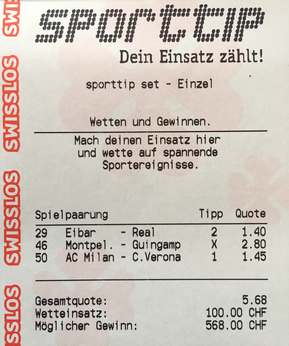 sporttip
Dein Einsatz zählt!
sporttip set - Einzel
Wetten und Gewinnen.
Mach deinen Einsatz hier
und wette auf spannende
Sportereignisse.
Spielpaarung Tipp Quote
29 Eibar - Real 2 1.40
46 Montpel. - Guingamp X 2.80
50 AC Milan - C.Verona 1 1.45
Gesamtquote: 5.68
Wetteinsatz: 100.00 CHF
Möglicher Gewinn: 568.00 CHF
SWISSLOS
SWISSLOS